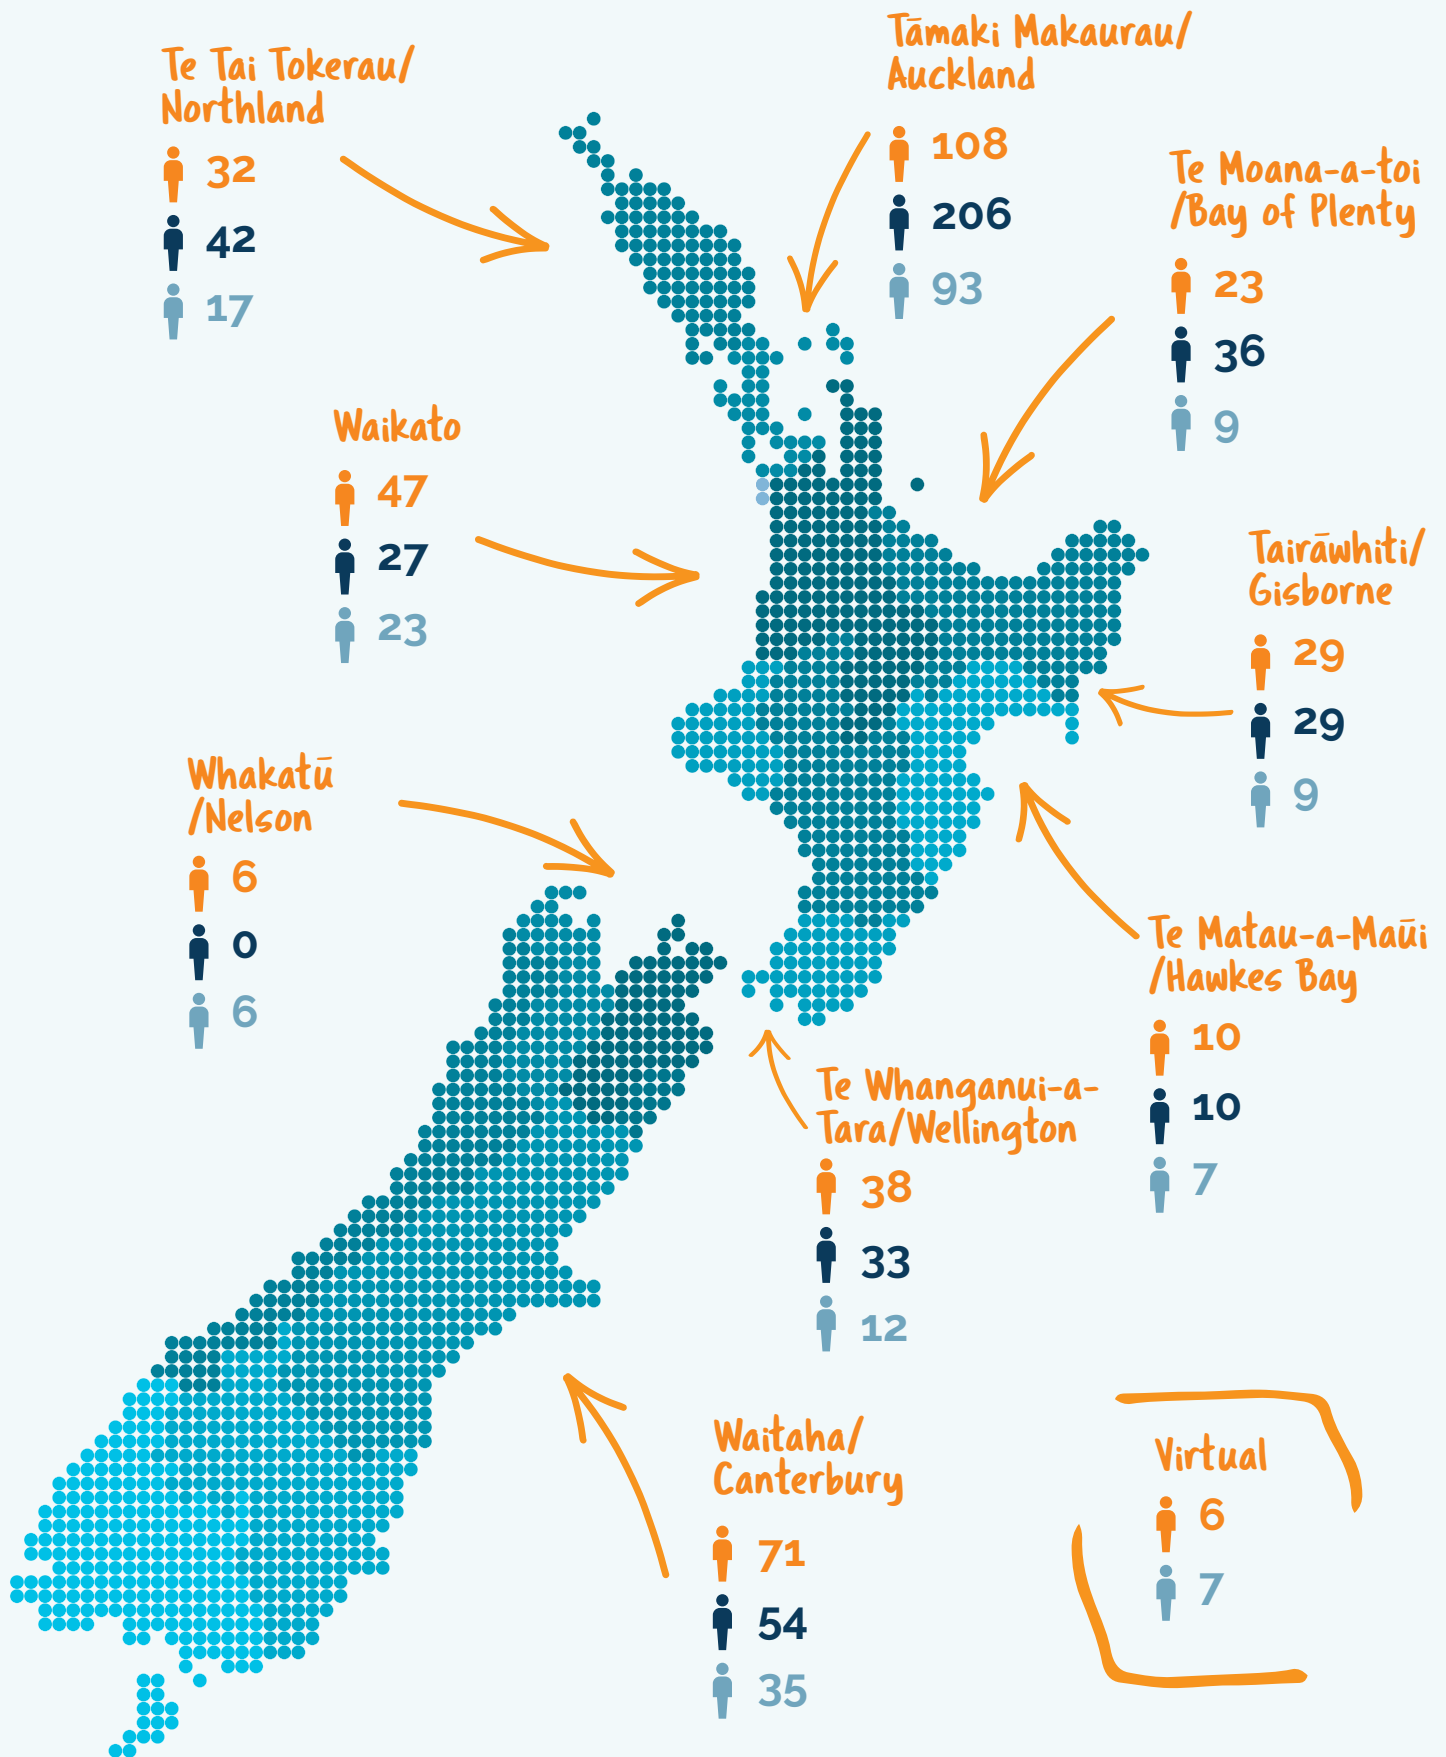 Te Tai Tokerau/
Northland
32
42
17
Tāmaki Makaurau/
Auckland
108
206
93
Te Moana-a-toi
/Bay of Plenty
23
36
9
Waikato
47
27
23
Tairāwhiti/
Gisborne
29
29
9
Whakatū
/Nelson
6
0
6
Te Matau-a-Maūi
/Hawkes Bay
10
10
7
Te Whanganui-a-
Tara/Wellington
38
33
12
Waitaha/
Canterbury
71
54
35
Virtual
6
7